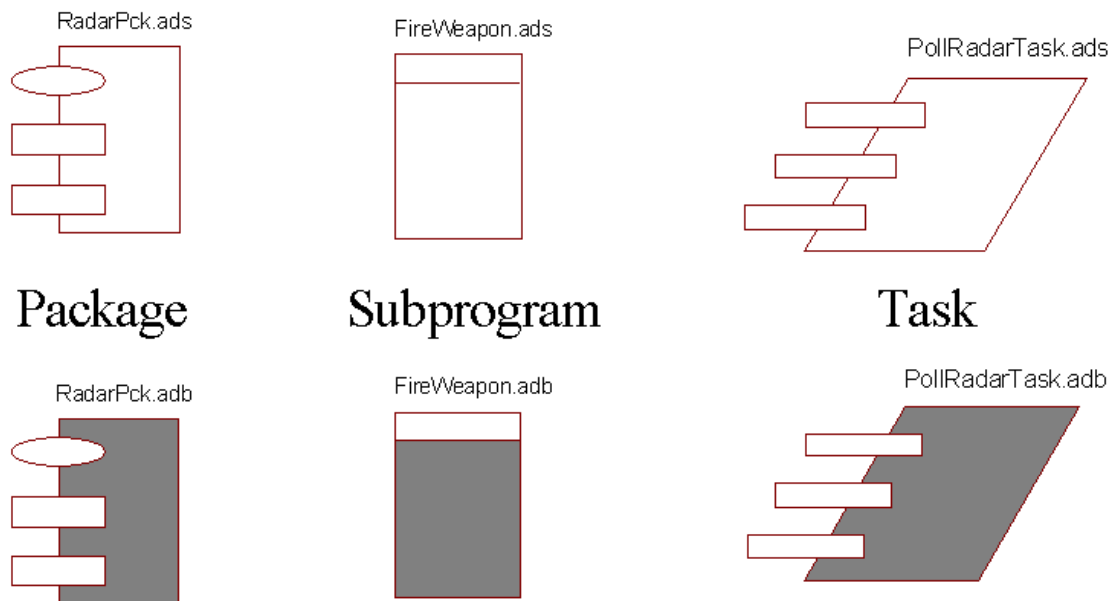 RadarPck.ads
FireWeapon.ads
PollRadarTask.ads
Package
Subprogram
Task
RadarPck.adb
FireWeapon.adb
PollRadarTask.adb